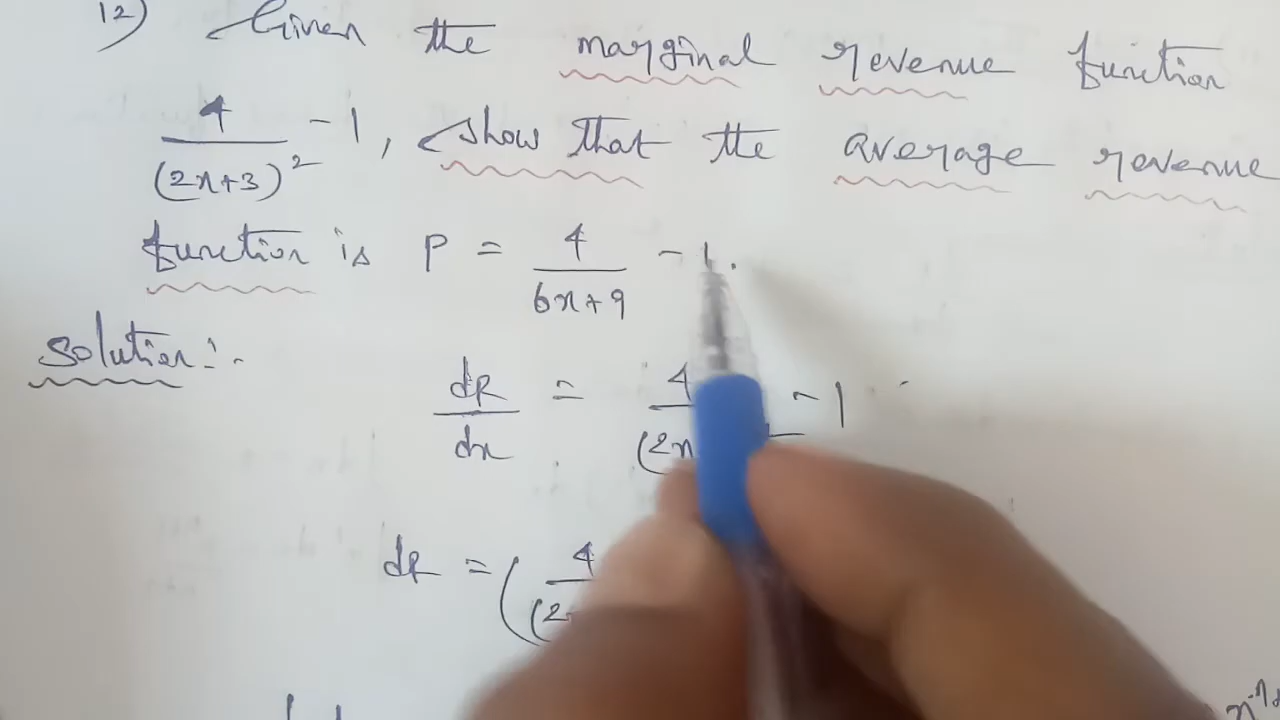 12) Given the marginal revenue function
4/(2x+3)² - 1, show that the average revenue
function is P = 4/(6x+9) - 1.
Solution:-
dR/dx = 4/(2x - 1
dR = (4/(2